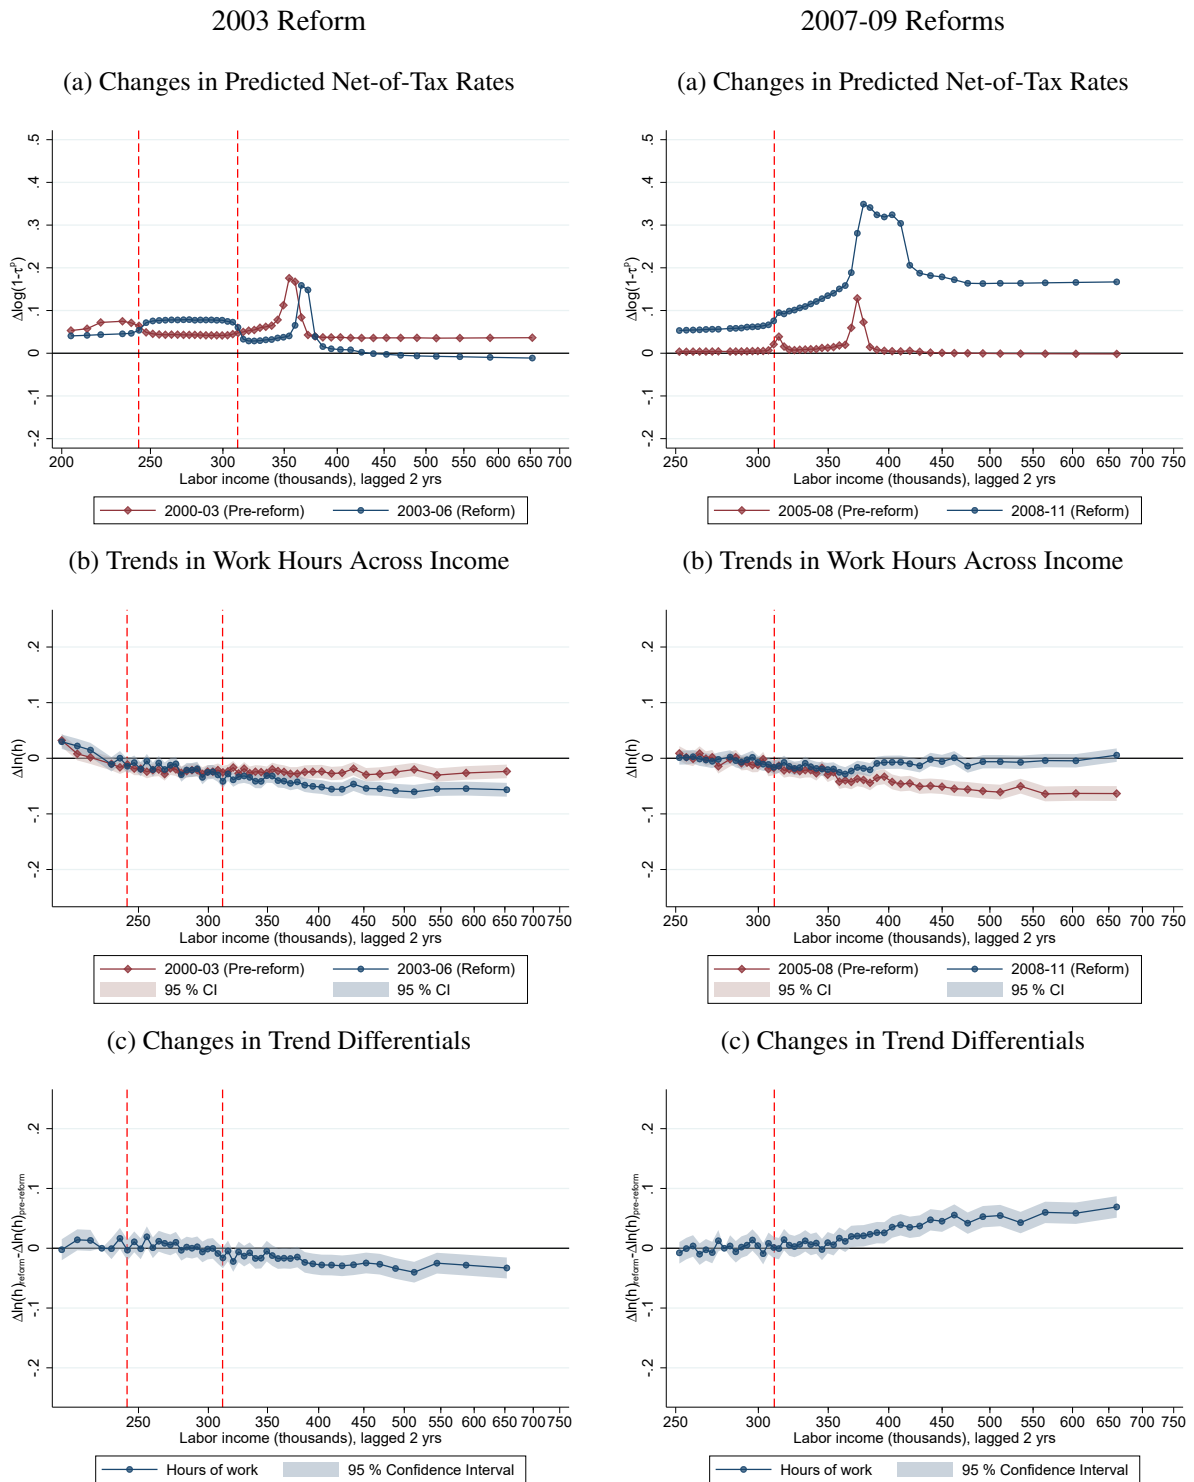 2003 Reform
2007-09 Reforms
(a) Changes in Predicted Net-of-Tax Rates
Δlog(1-τᵖ)
.5
.4
.3
.2
.1
0
-.1
-.2
200 250 300 350 400 450 500 550 600 650 700
Labor income (thousands), lagged 2 yrs
2000-03 (Pre-reform) 2003-06 (Reform)
(a) Changes in Predicted Net-of-Tax Rates
Δlog(1-τᵖ)
.5
.4
.3
.2
.1
0
-.1
-.2
250 300 350 400 450 500 550 600 650 700 750
Labor income (thousands), lagged 2 yrs
2005-08 (Pre-reform) 2008-11 (Reform)
(b) Trends in Work Hours Across Income
Δln(h)
.2
.1
0
-.1
-.2
250 300 350 400 450 500 550 600 650 700 750
Labor income (thousands), lagged 2 yrs
2000-03 (Pre-reform) 2003-06 (Reform)
95 % CI 95 % CI
(b) Trends in Work Hours Across Income
Δln(h)
.2
.1
0
-.1
-.2
250 300 350 400 450 500 550 600 650 700 750
Labor income (thousands), lagged 2 yrs
2005-08 (Pre-reform) 2008-11 (Reform)
95 % CI 95 % CI
(c) Changes in Trend Differentials
Δln(h)reform-Δln(h)pre-reform
.2
.1
0
-.1
-.2
250 300 350 400 450 500 550 600 650 700 750
Labor income (thousands), lagged 2 yrs
Hours of work 95 % Confidence Interval
(c) Changes in Trend Differentials
Δln(h)reform-Δln(h)pre-reform
.2
.1
0
-.1
-.2
250 300 350 400 450 500 550 600 650 700 750
Labor income (thousands), lagged 2 yrs
Hours of work 95 % Confidence Interval